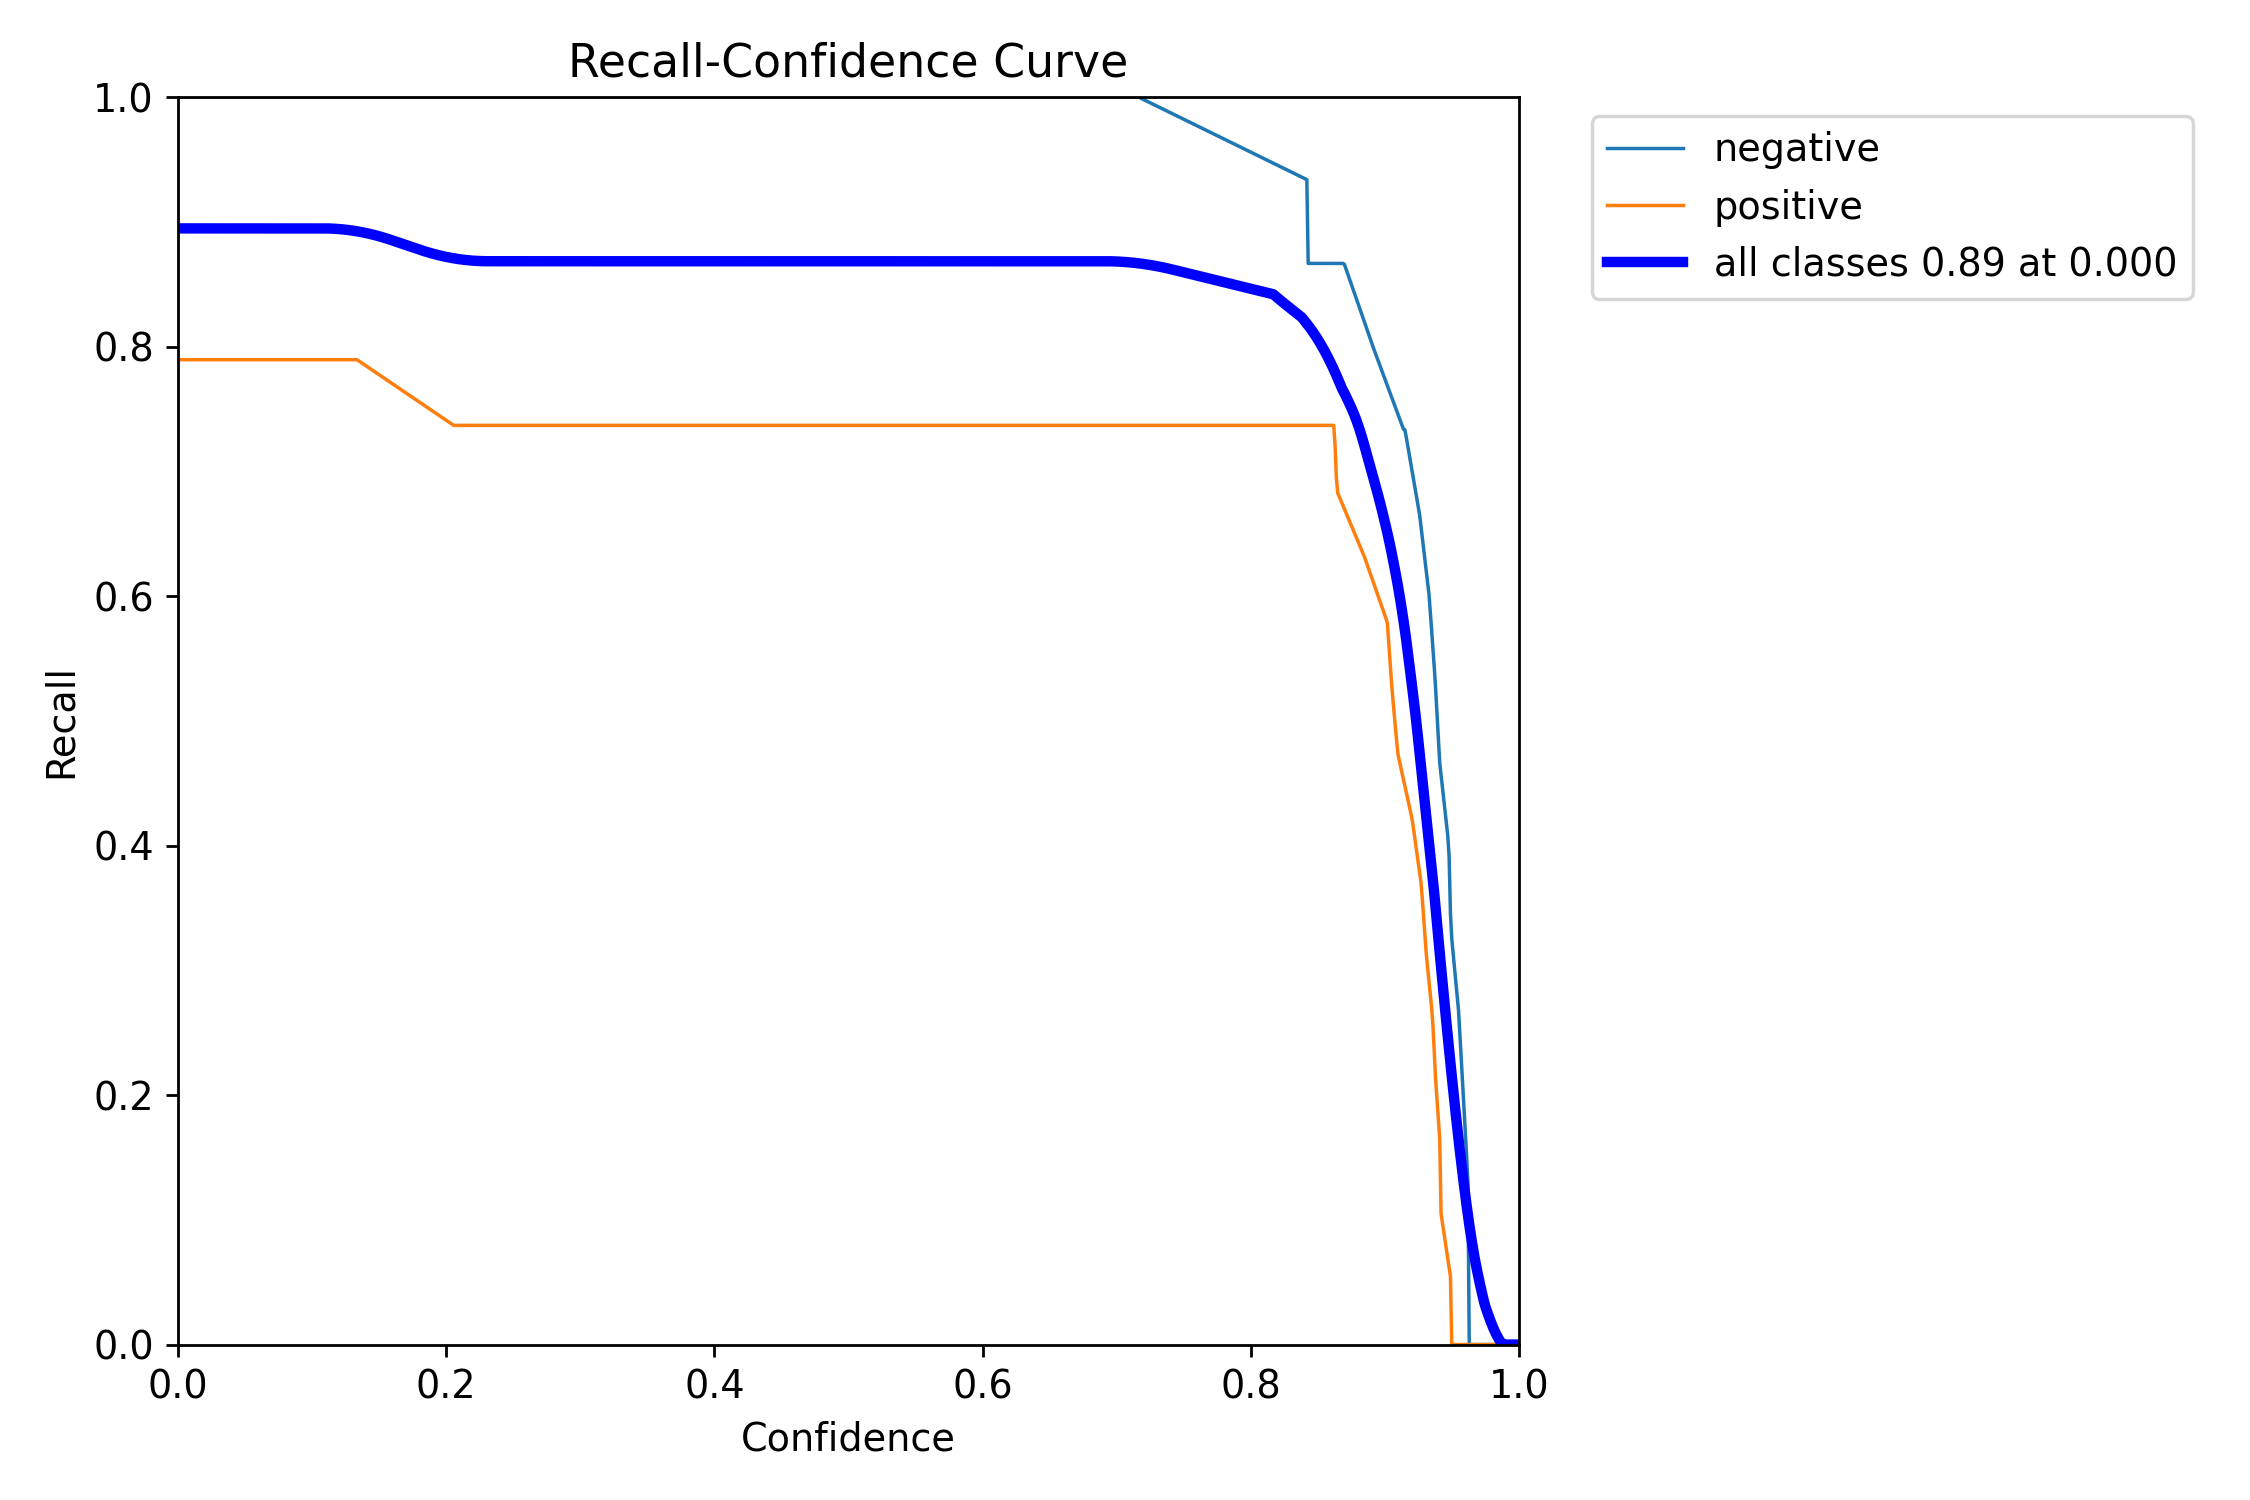 Recall-Confidence Curve
1.0
0.8
0.6
0.4
0.2
0.0
Recall
0.0 0.2 0.4 0.6 0.8 1.0
Confidence
negative
positive
all classes 0.89 at 0.000